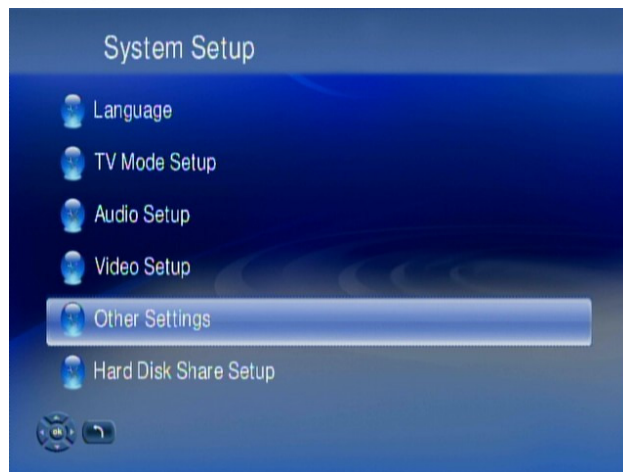 System Setup
Language
TV Mode Setup
Audio Setup
Video Setup
Other Settings
Hard Disk Share Setup
ok